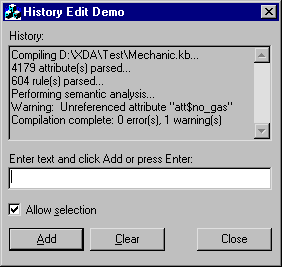 History Edit Demo
History:
Compiling D:\XDA\Test\Mechanic.kb...
4179 attribute(s) parsed...
604 rule(s) parsed...
Performing semantic analysis...
Warning:  Unreferenced attribute "att$no_gas"
Compilation complete: 0 error(s), 1 warning(s)
Enter text and click Add or press Enter:
Allow selection
Add Clear Close